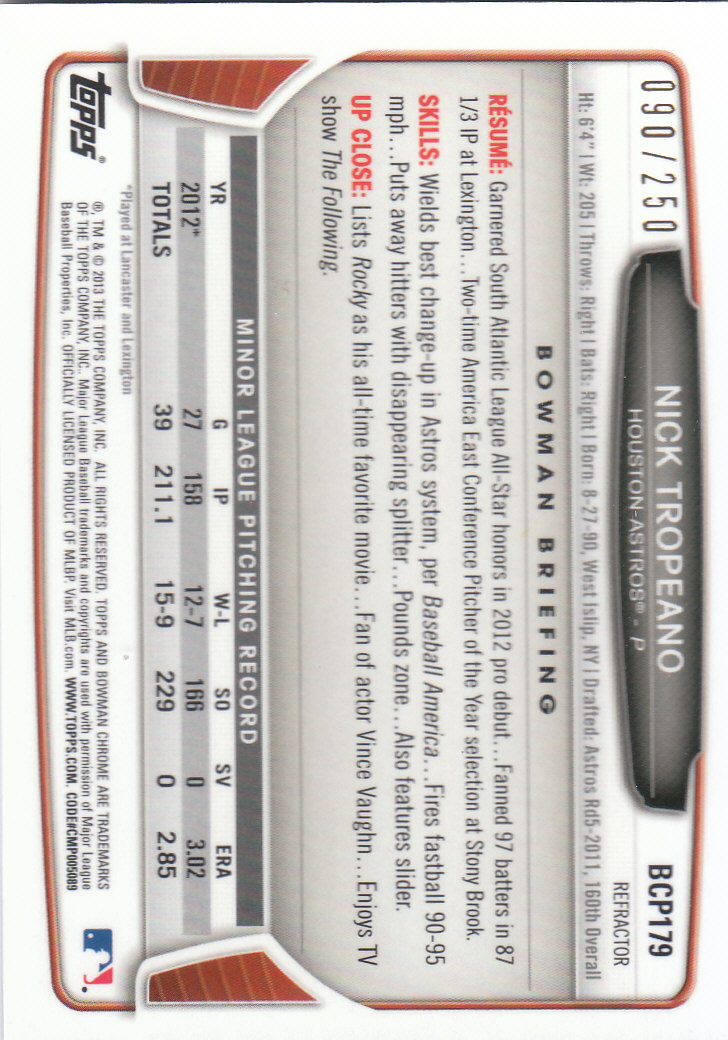 090/250
NICK TROPEANO
HOUSTON ASTROS® - P
BCP179
REFRACTOR
Ht: 6'4" | Wt: 205 | Throws: Right | Bats: Right | Born: 8-27-90, West Islip, NY | Drafted: Astros Rd5-2011, 160th Overall
BOWMAN BRIEFING
RÉSUMÉ: Garnered South Atlantic League All-Star honors in 2012 pro debut...Fanned 97 batters in 87
1/3 IP at Lexington...Two-time America East Conference Pitcher of the Year selection at Stony Brook.
SKILLS: Wields best change-up in Astros system, per Baseball America...Fires fastball 90-95
mph...Puts away hitters with disappearing splitter...Pounds zone...Also features slider.
UP CLOSE: Lists Rocky as his all-time favorite movie...Fan of actor Vince Vaughn...Enjoys TV
show The Following.
MINOR LEAGUE PITCHING RECORD
YR G IP W-L SO SV ERA
2012* 27 158 12-7 166 0 3.02
TOTALS 39 211.1 15-9 229 0 2.85
*Played at Lancaster and Lexington
topps®
®, TM & © 2013 THE TOPPS COMPANY, INC. ALL RIGHTS RESERVED. TOPPS AND BOWMAN CHROME ARE TRADEMARKS
OF THE TOPPS COMPANY, INC. Major League Baseball trademarks and copyrights are used with permission of Major League
Baseball Properties, Inc. OFFICIALLY LICENSED PRODUCT OF MLBP. Visit MLB.com. WWW.TOPPS.COM. CODE#CMP005089